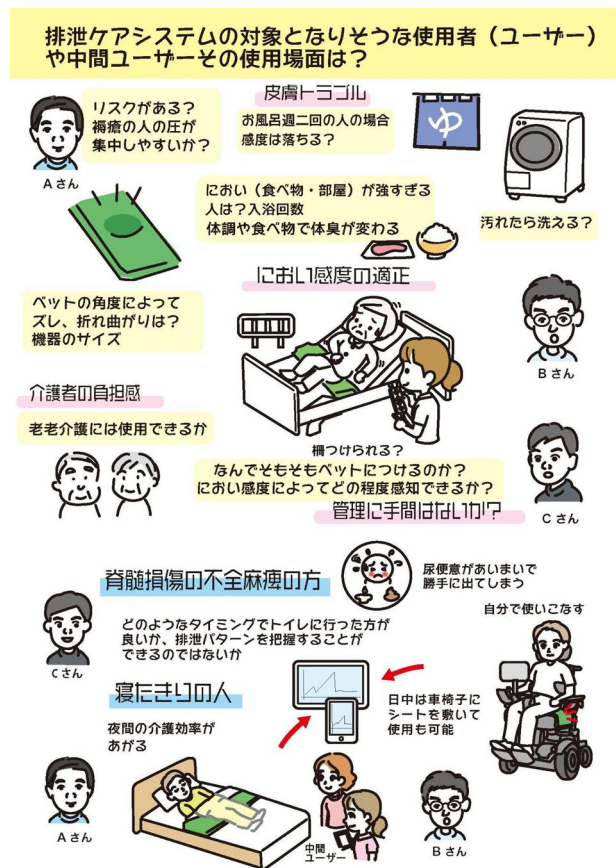 排泄ケアシステムの対象となりそうな使用者（ユーザー）
や中間ユーザーその使用場面は？
皮膚トラブル
リスクがある？
褥瘡の人の圧が
集中しやすいか？
Aさん
お風呂週二回の人の場合
感度は落ちる？
ゆ
におい（食べ物・部屋）が強すぎる
人は？入浴回数
体調や食べ物で体臭が変わる
汚れたら洗える？
におい感度の適正
ベットの角度によって
ズレ、折れ曲がりは？
機器のサイズ
Bさん
介護者の負担感
老老介護には使用できるか
柵つけられる？
なんでそもそもベットにつけるのか？
におい感度によってどの程度感知できるか？
管理に手間はないか!?
Cさん
脊髄損傷の不全麻痺の方
尿便意があいまいで
勝手に出てしまう
自分で使いこなす
どのようなタイミングでトイレに行った方が
良いか、排泄パターンを把握することが
できるのではないか
Cさん
寝たきりの人
夜間の介護効率が
あがる
日中は車椅子に
シートを敷いて
使用も可能
Aさん
中間
ユーザー
Bさん